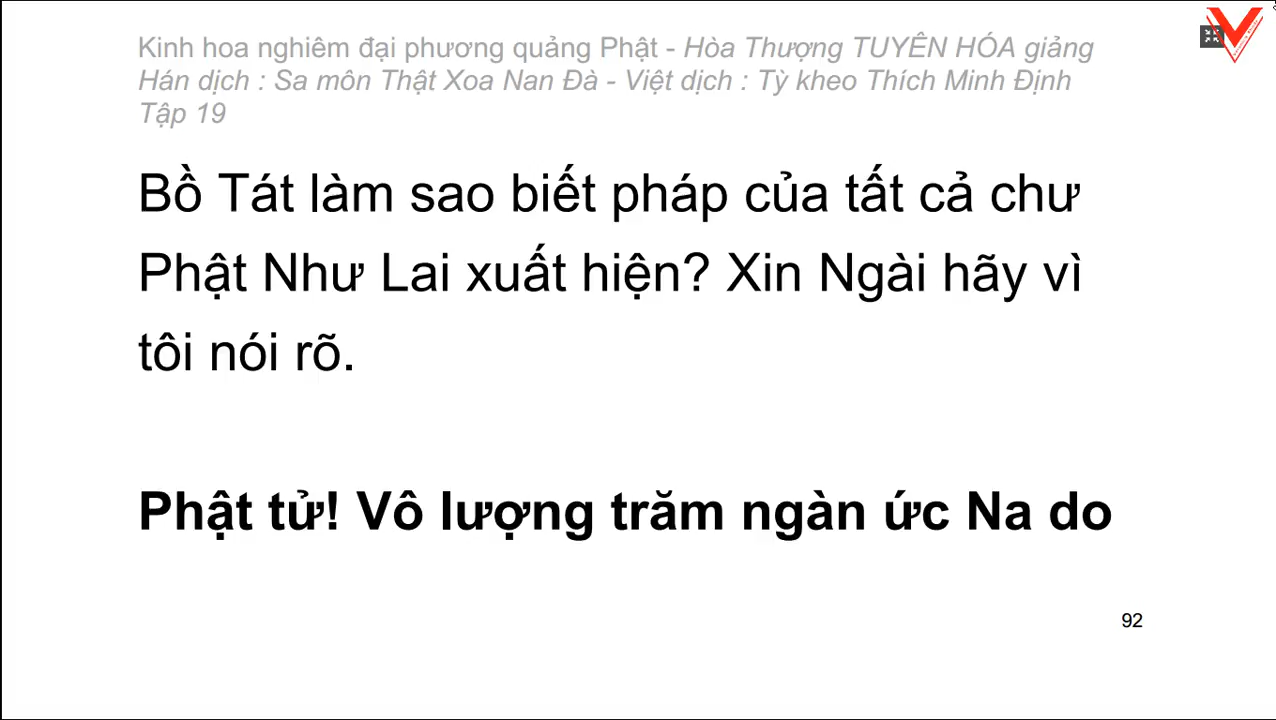 Kinh hoa nghiêm đại phương quảng Phật - Hòa Thượng TUYÊN HÓA giảng
Hán dịch : Sa môn Thật Xoa Nan Đà - Việt dịch : Tỳ kheo Thích Minh Định
Tập 19
Bồ Tát làm sao biết pháp của tất cả chư
Phật Như Lai xuất hiện? Xin Ngài hãy vì
tôi nói rõ.
Phật tử! Vô lượng trăm ngàn ức Na do
92